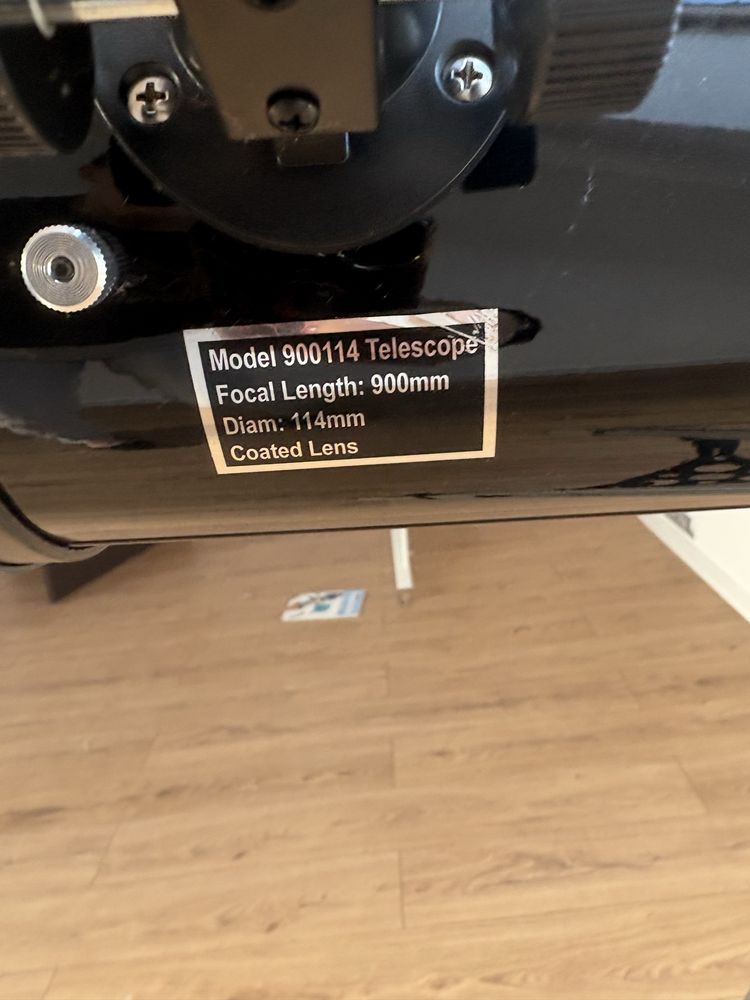 Model 900114 Telescope
Focal Length: 900mm
Diam: 114mm
Coated Lens